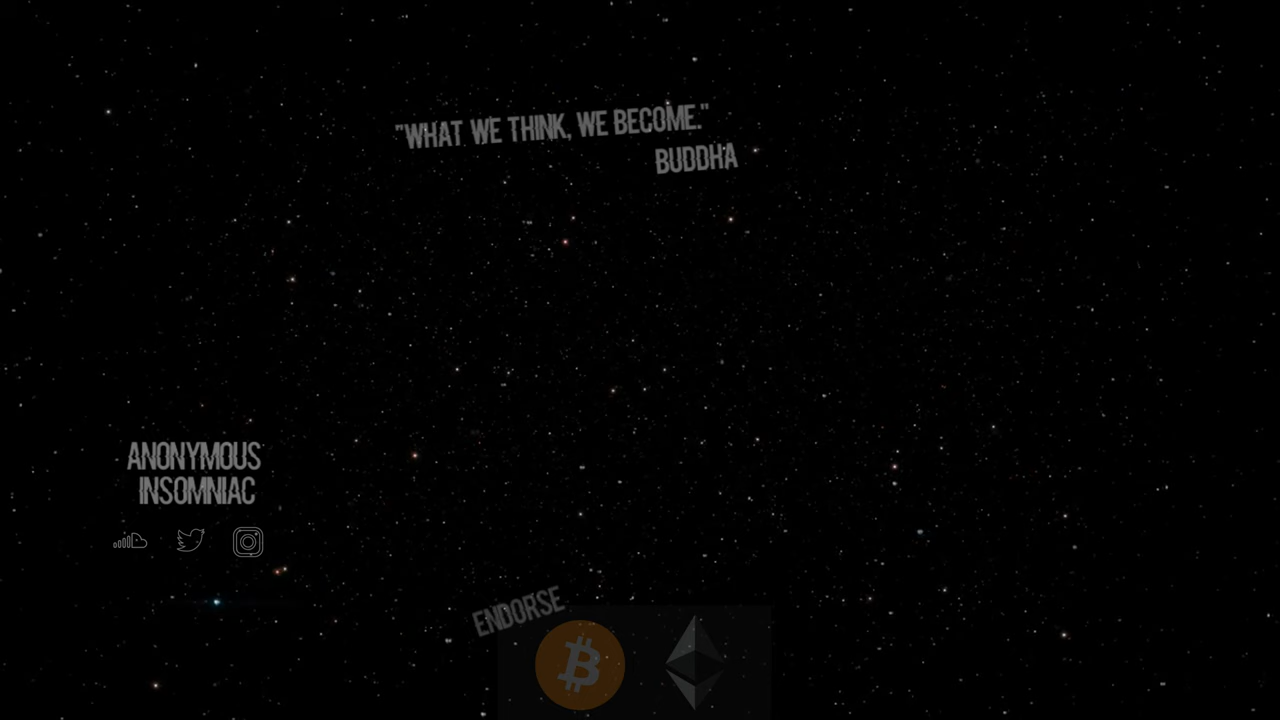 "WHAT WE THINK, WE BECOME."
BUDDHA
ANONYMOUS
INSOMNIAC
ENDORSE